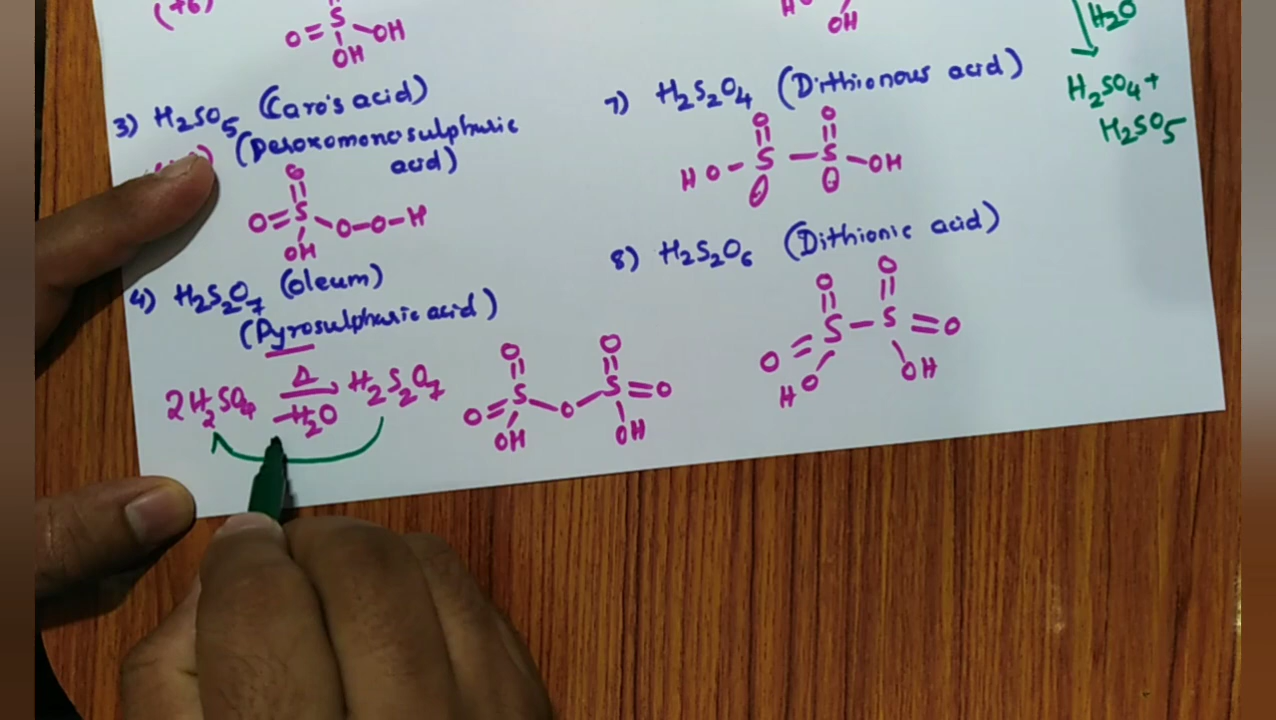 (+6)
O=S-OH
OH
3) H₂SO₅ (Caro's acid)
(Peroxomonosulphuric
acid)
O
O=S-O-O-H
OH
4) H₂S₂O₇ (oleum)
(Pyrosulphuric acid)
2H₂SO₄ Δ H₂S₂O₇
-H₂O
O O
O=S-O-S=O
OH OH
H
OH
7) H₂S₂O₄ (Dithionous acid)
O O
HO-S-S-OH
8) H₂S₂O₆ (Dithionic acid)
O O
O=S-S=O
HO OH
H₂O
H₂SO₄+
H₂SO₅